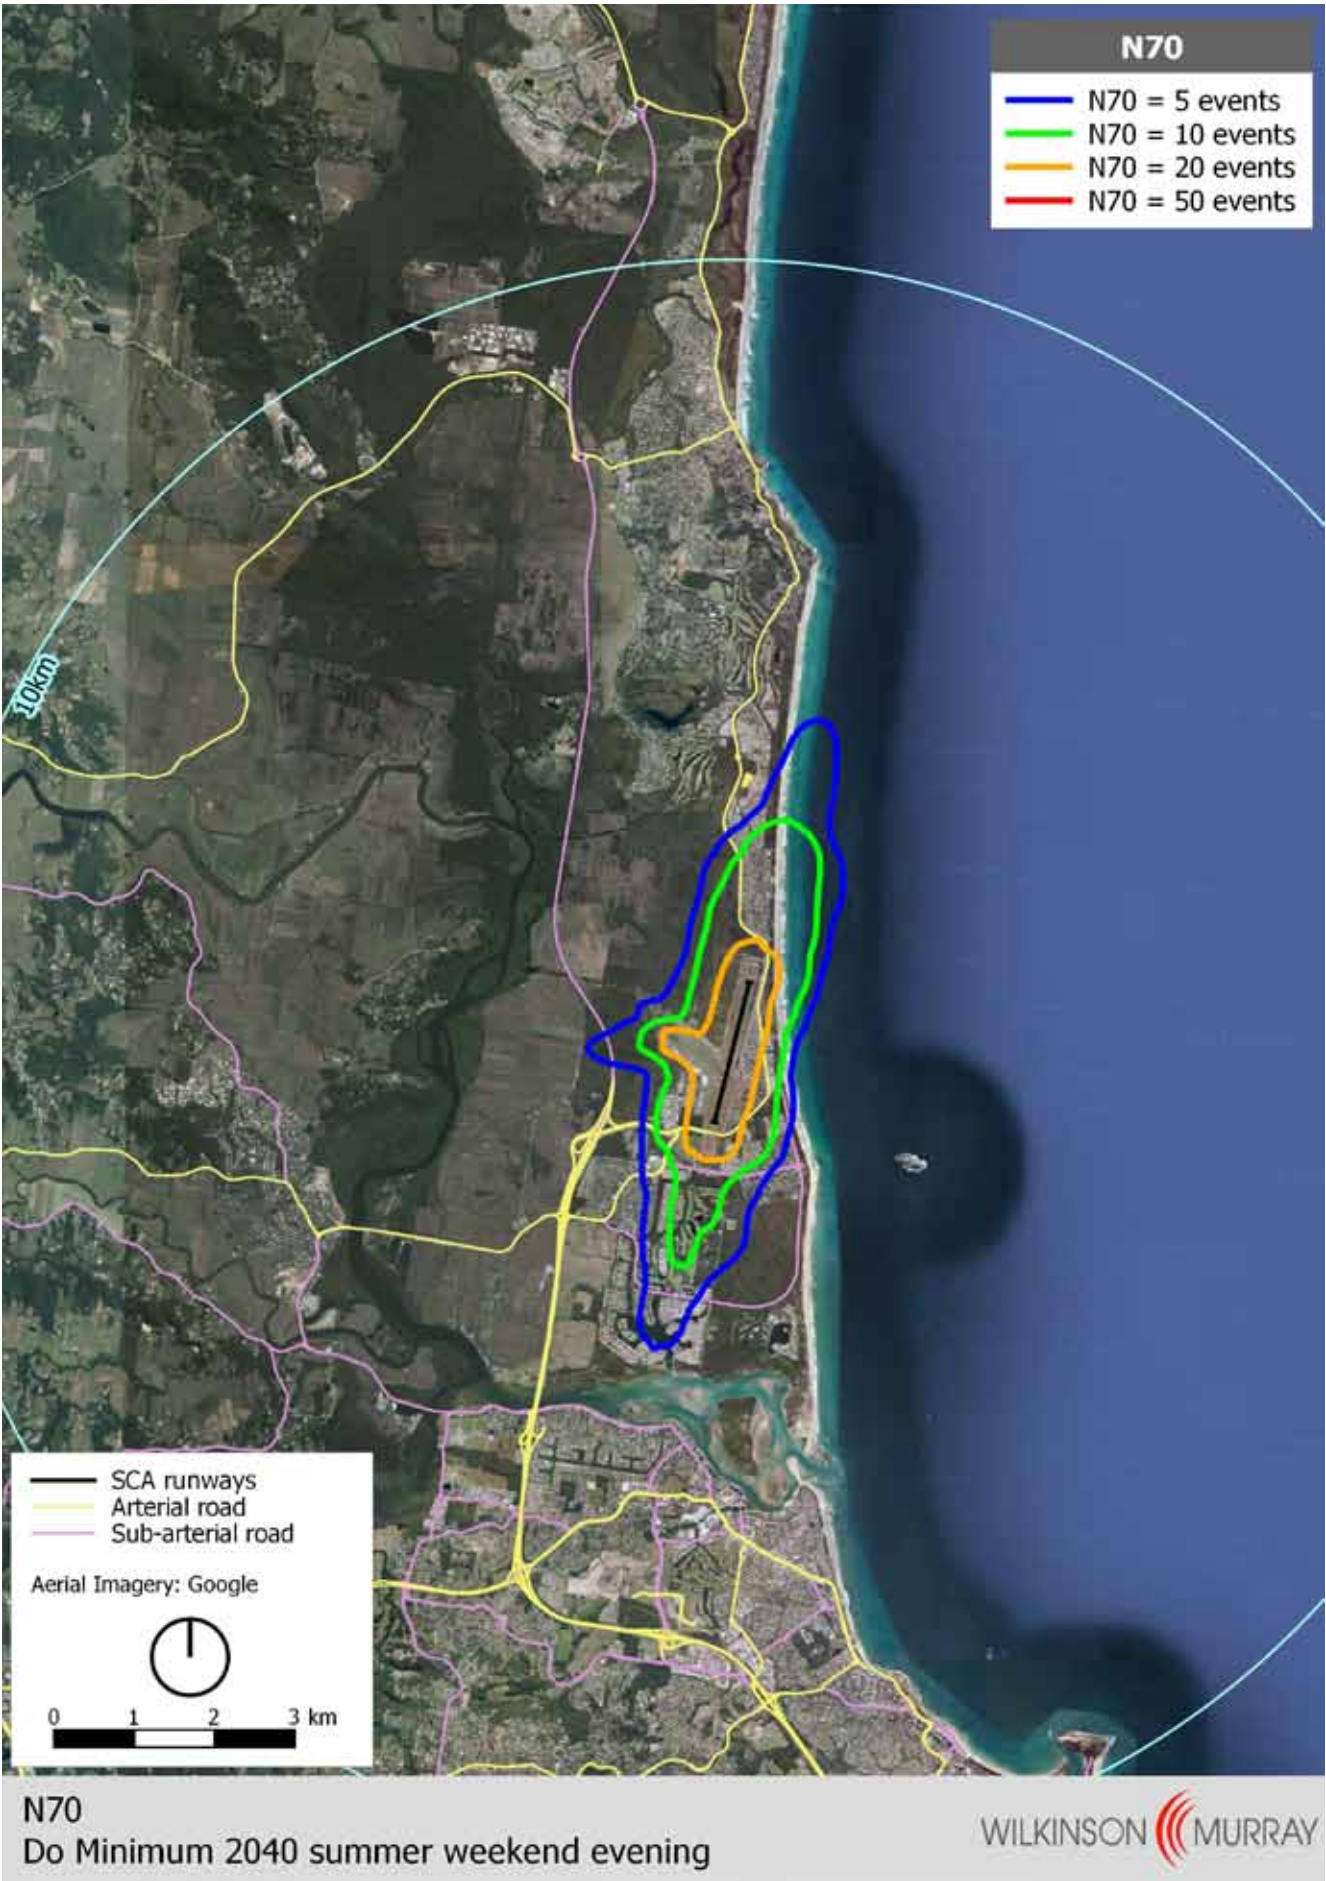 N70
N70 = 5 events
N70 = 10 events
N70 = 20 events
N70 = 50 events
10km
SCA runways
Arterial road
Sub-arterial road
Aerial Imagery: Google
0 1 2 3 km
N70
Do Minimum 2040 summer weekend evening
WILKINSON MURRAY